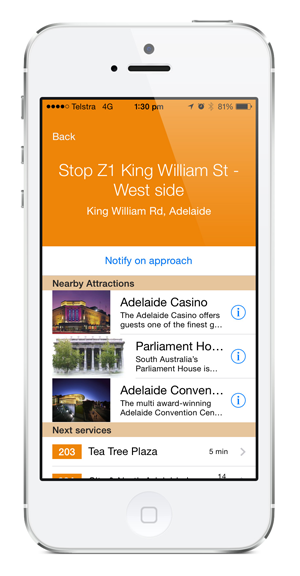 Telstra 4G 1:30 pm 81%
Back
Stop Z1 King William St -
West side
King William Rd, Adelaide
Notify on approach
Nearby Attractions
Adelaide Casino
The Adelaide Casino offers
guests one of the finest g...
Parliament Ho...
South Australia's
Parliament House is...
Adelaide Conven...
The multi award-winning
Adelaide Convention Cen...
Next services
203 Tea Tree Plaza 5 min
14